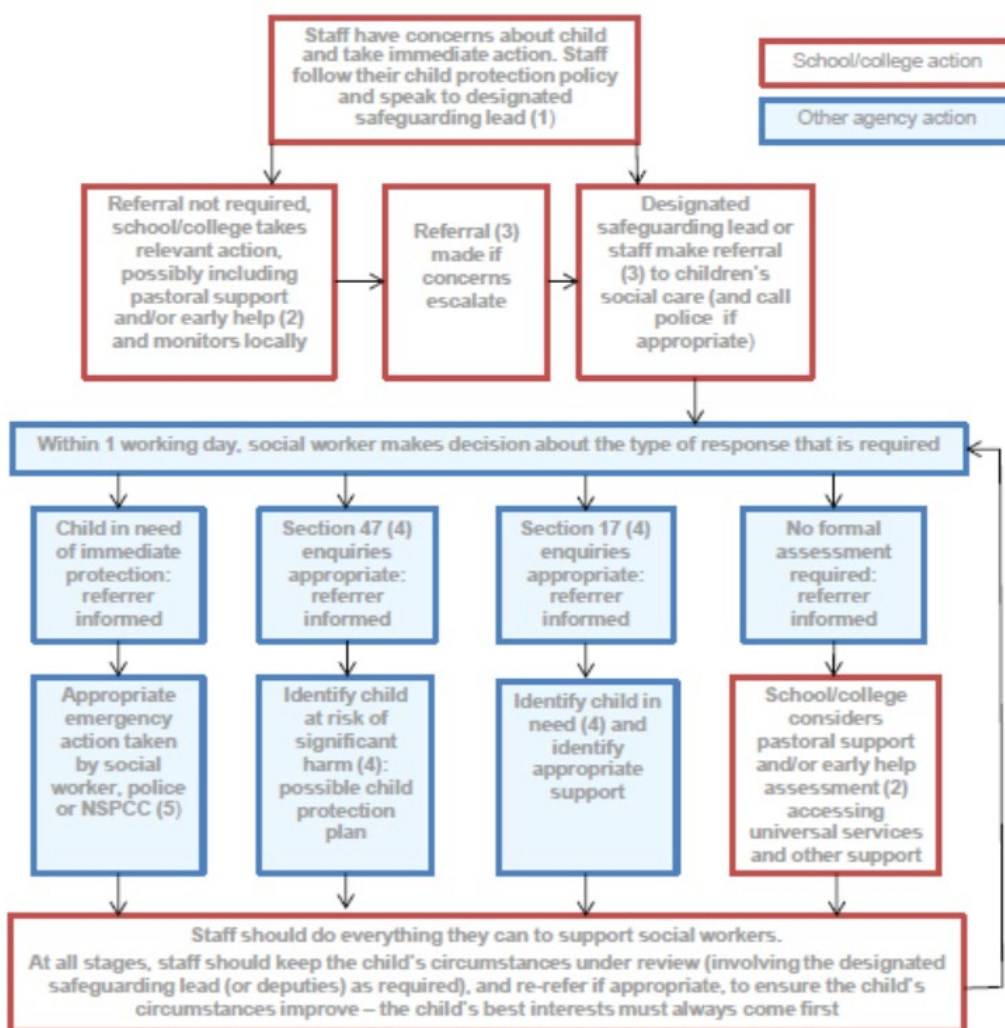 Staff have concerns about child
and take immediate action. Staff
follow their child protection policy
and speak to designated
safeguarding lead (1)
School/college action
Other agency action
Referral not required,
school/college takes
relevant action,
possibly including
pastoral support
and/or early help (2)
and monitors locally
Referral (3)
made if
concerns
escalate
Designated
safeguarding lead or
staff make referral
(3) to children's
social care (and call
police if
appropriate)
Within 1 working day, social worker makes decision about the type of response that is required
Child in need
of immediate
protection:
referrer
informed
Section 47 (4)
enquiries
appropriate:
referrer
informed
Section 17 (4)
enquiries
appropriate:
referrer
informed
No formal
assessment
required:
referrer
informed
Appropriate
emergency
action taken
by social
worker, police
or NSPCC (5)
Identify child
at risk of
significant
harm (4):
possible child
protection
plan
Identify child in
need (4) and
identify
appropriate
support
School/college
considers
pastoral support
and/or early help
assessment (2)
accessing
universal services
and other support
Staff should do everything they can to support social workers.
At all stages, staff should keep the child's circumstances under review (involving the designated
safeguarding lead (or deputies) as required), and re-refer if appropriate, to ensure the child's
circumstances improve – the child's best interests must always come first